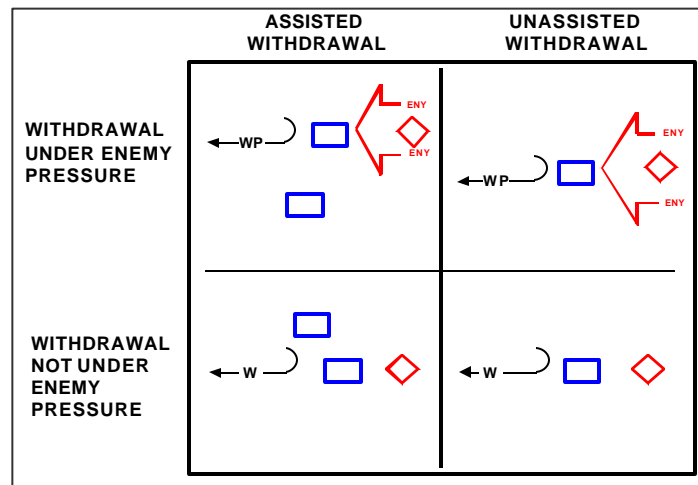 ASSISTED
WITHDRAWAL
UNASSISTED
WITHDRAWAL
WITHDRAWAL
UNDER ENEMY
PRESSURE
WP
ENY
ENY
WP
ENY
ENY
WITHDRAWAL
NOT UNDER
ENEMY
PRESSURE
W
W